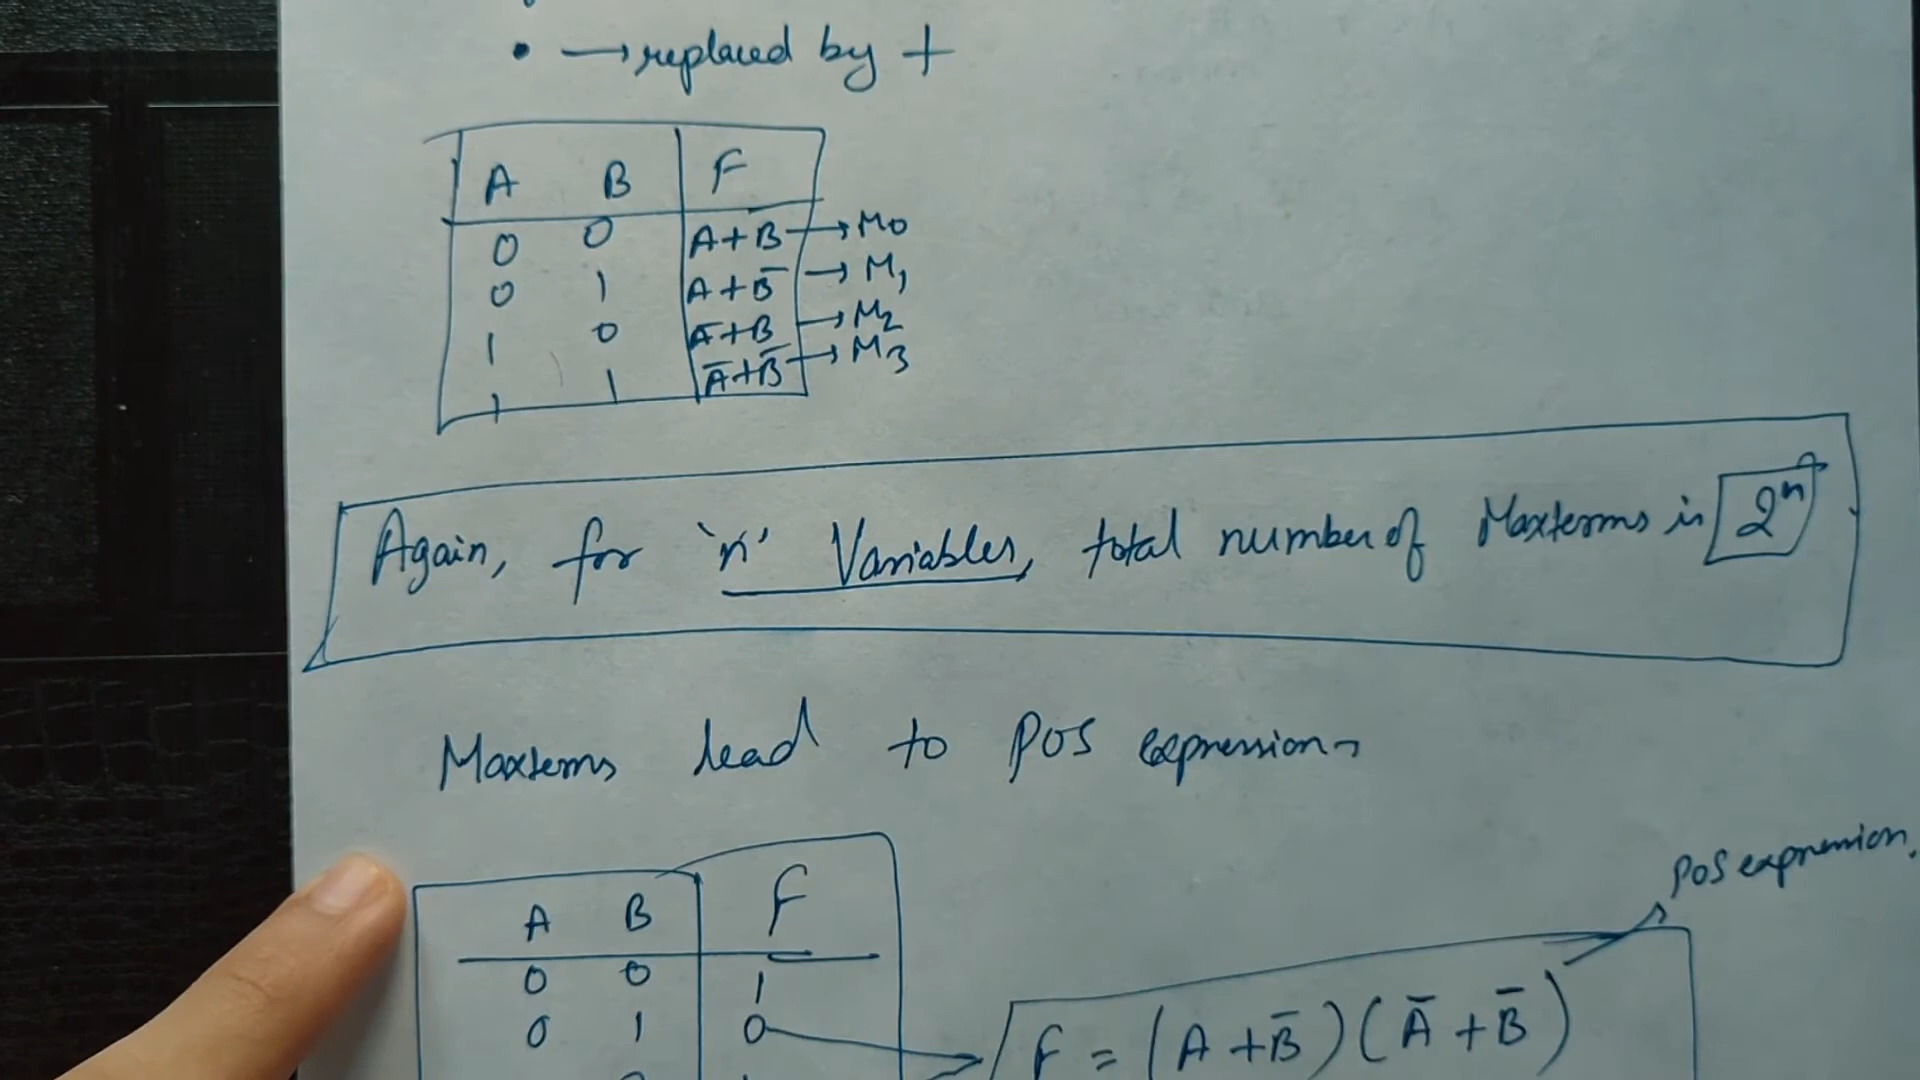 • → replaced by +
A B F
0 0 A+B → M0
0 1 A+B̅ → M1
1 0 A̅+B → M2
1 1 A̅+B̅ → M3
Again, for 'n' Variables, total number of Maxterms is 2ⁿ
Maxterms lead to POS expression
POS expression.
A B F
0 0 1
0 1 0
F = (A+B̅)(A̅+B̅)